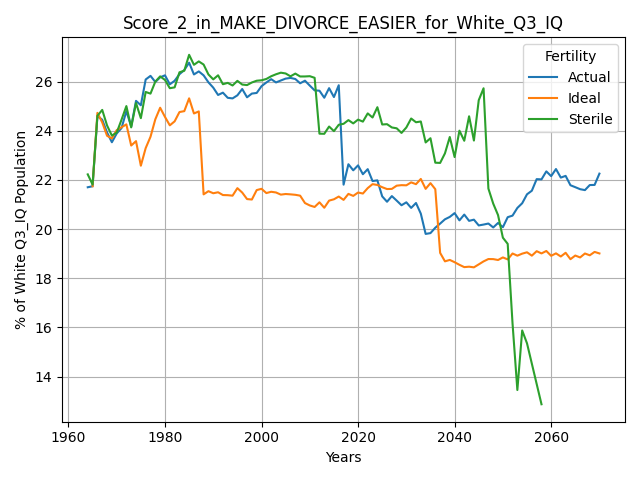 Score_2_in_MAKE_DIVORCE_EASIER_for_White_Q3_IQ
% of White Q3_IQ Population
26
24
22
20
18
16
14
Fertility
Actual
Ideal
Sterile
1960
1980
2000
2020
2040
2060
Years